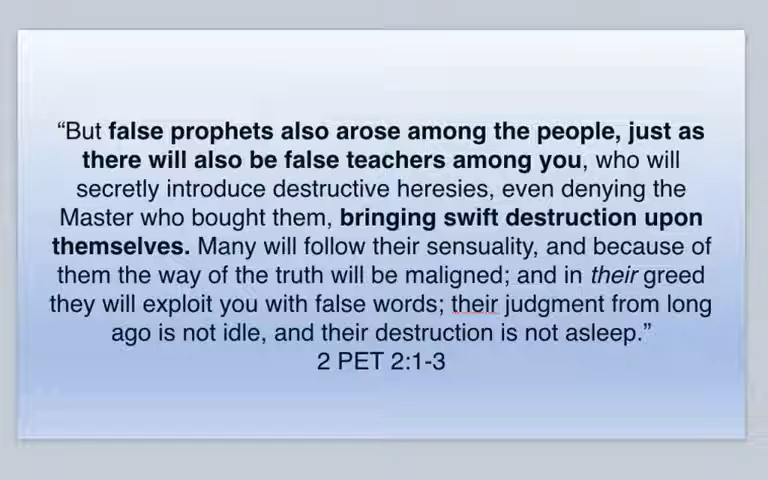 “But false prophets also arose among the people, just as
there will also be false teachers among you, who will
secretly introduce destructive heresies, even denying the
Master who bought them, bringing swift destruction upon
themselves. Many will follow their sensuality, and because of
them the way of the truth will be maligned; and in their greed
they will exploit you with false words; their judgment from long
ago is not idle, and their destruction is not asleep.”
2 PET 2:1-3